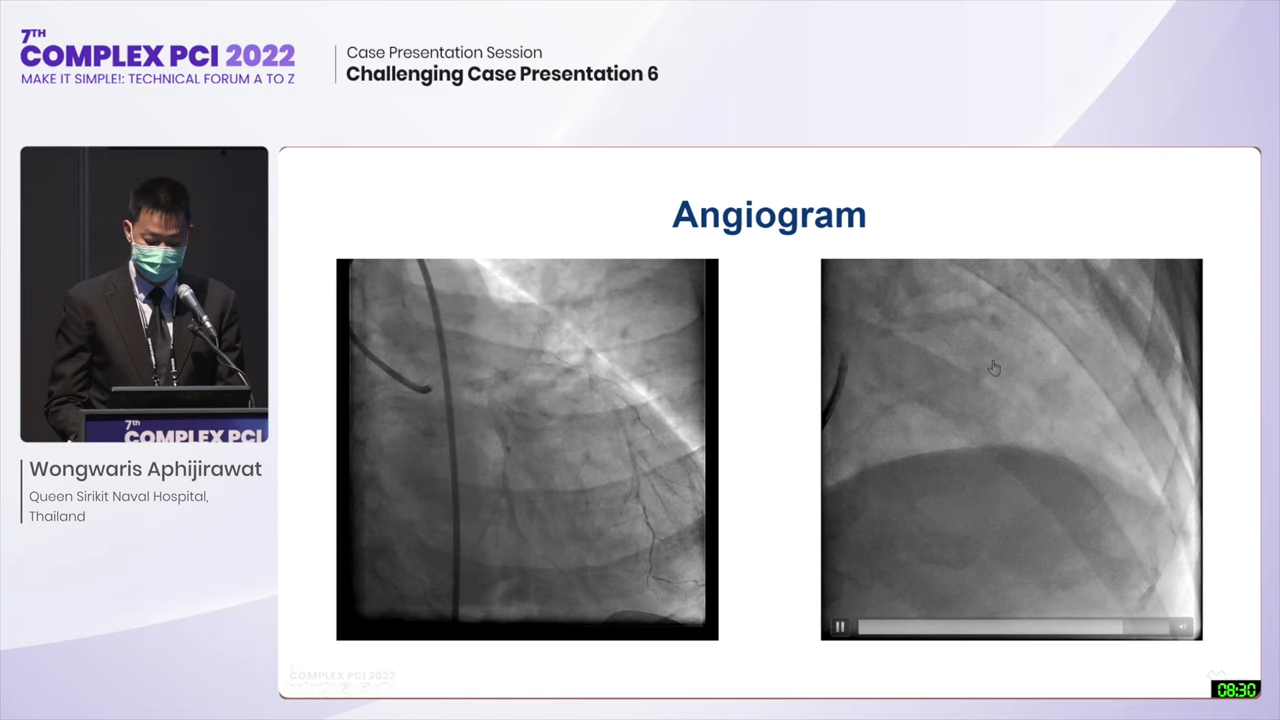 7TH
COMPLEX PCI 2022
MAKE IT SIMPLE!: TECHNICAL FORUM A TO Z
Case Presentation Session
Challenging Case Presentation 6
Angiogram
7th
COMPLEX PCI
Wongwaris Aphijirawat
Queen Sirikit Naval Hospital,
Thailand
COMPLEX PCI 2022
08:30